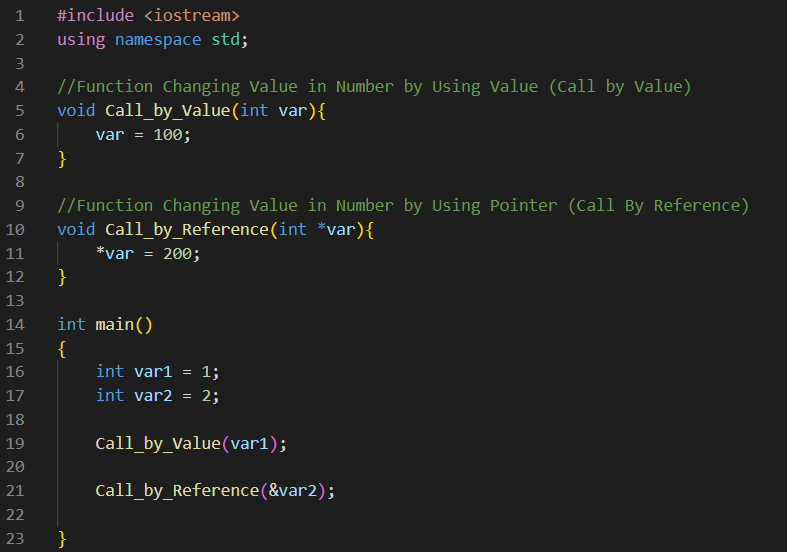 1 #include <iostream>
2 using namespace std;
3
4 //Function Changing Value in Number by Using Value (Call by Value)
5 void Call_by_Value(int var){
6     var = 100;
7 }
8
9 //Function Changing Value in Number by Using Pointer (Call By Reference)
10 void Call_by_Reference(int *var){
11     *var = 200;
12 }
13
14 int main()
15 {
16     int var1 = 1;
17     int var2 = 2;
18
19     Call_by_Value(var1);
20
21     Call_by_Reference(&var2);
22
23 }